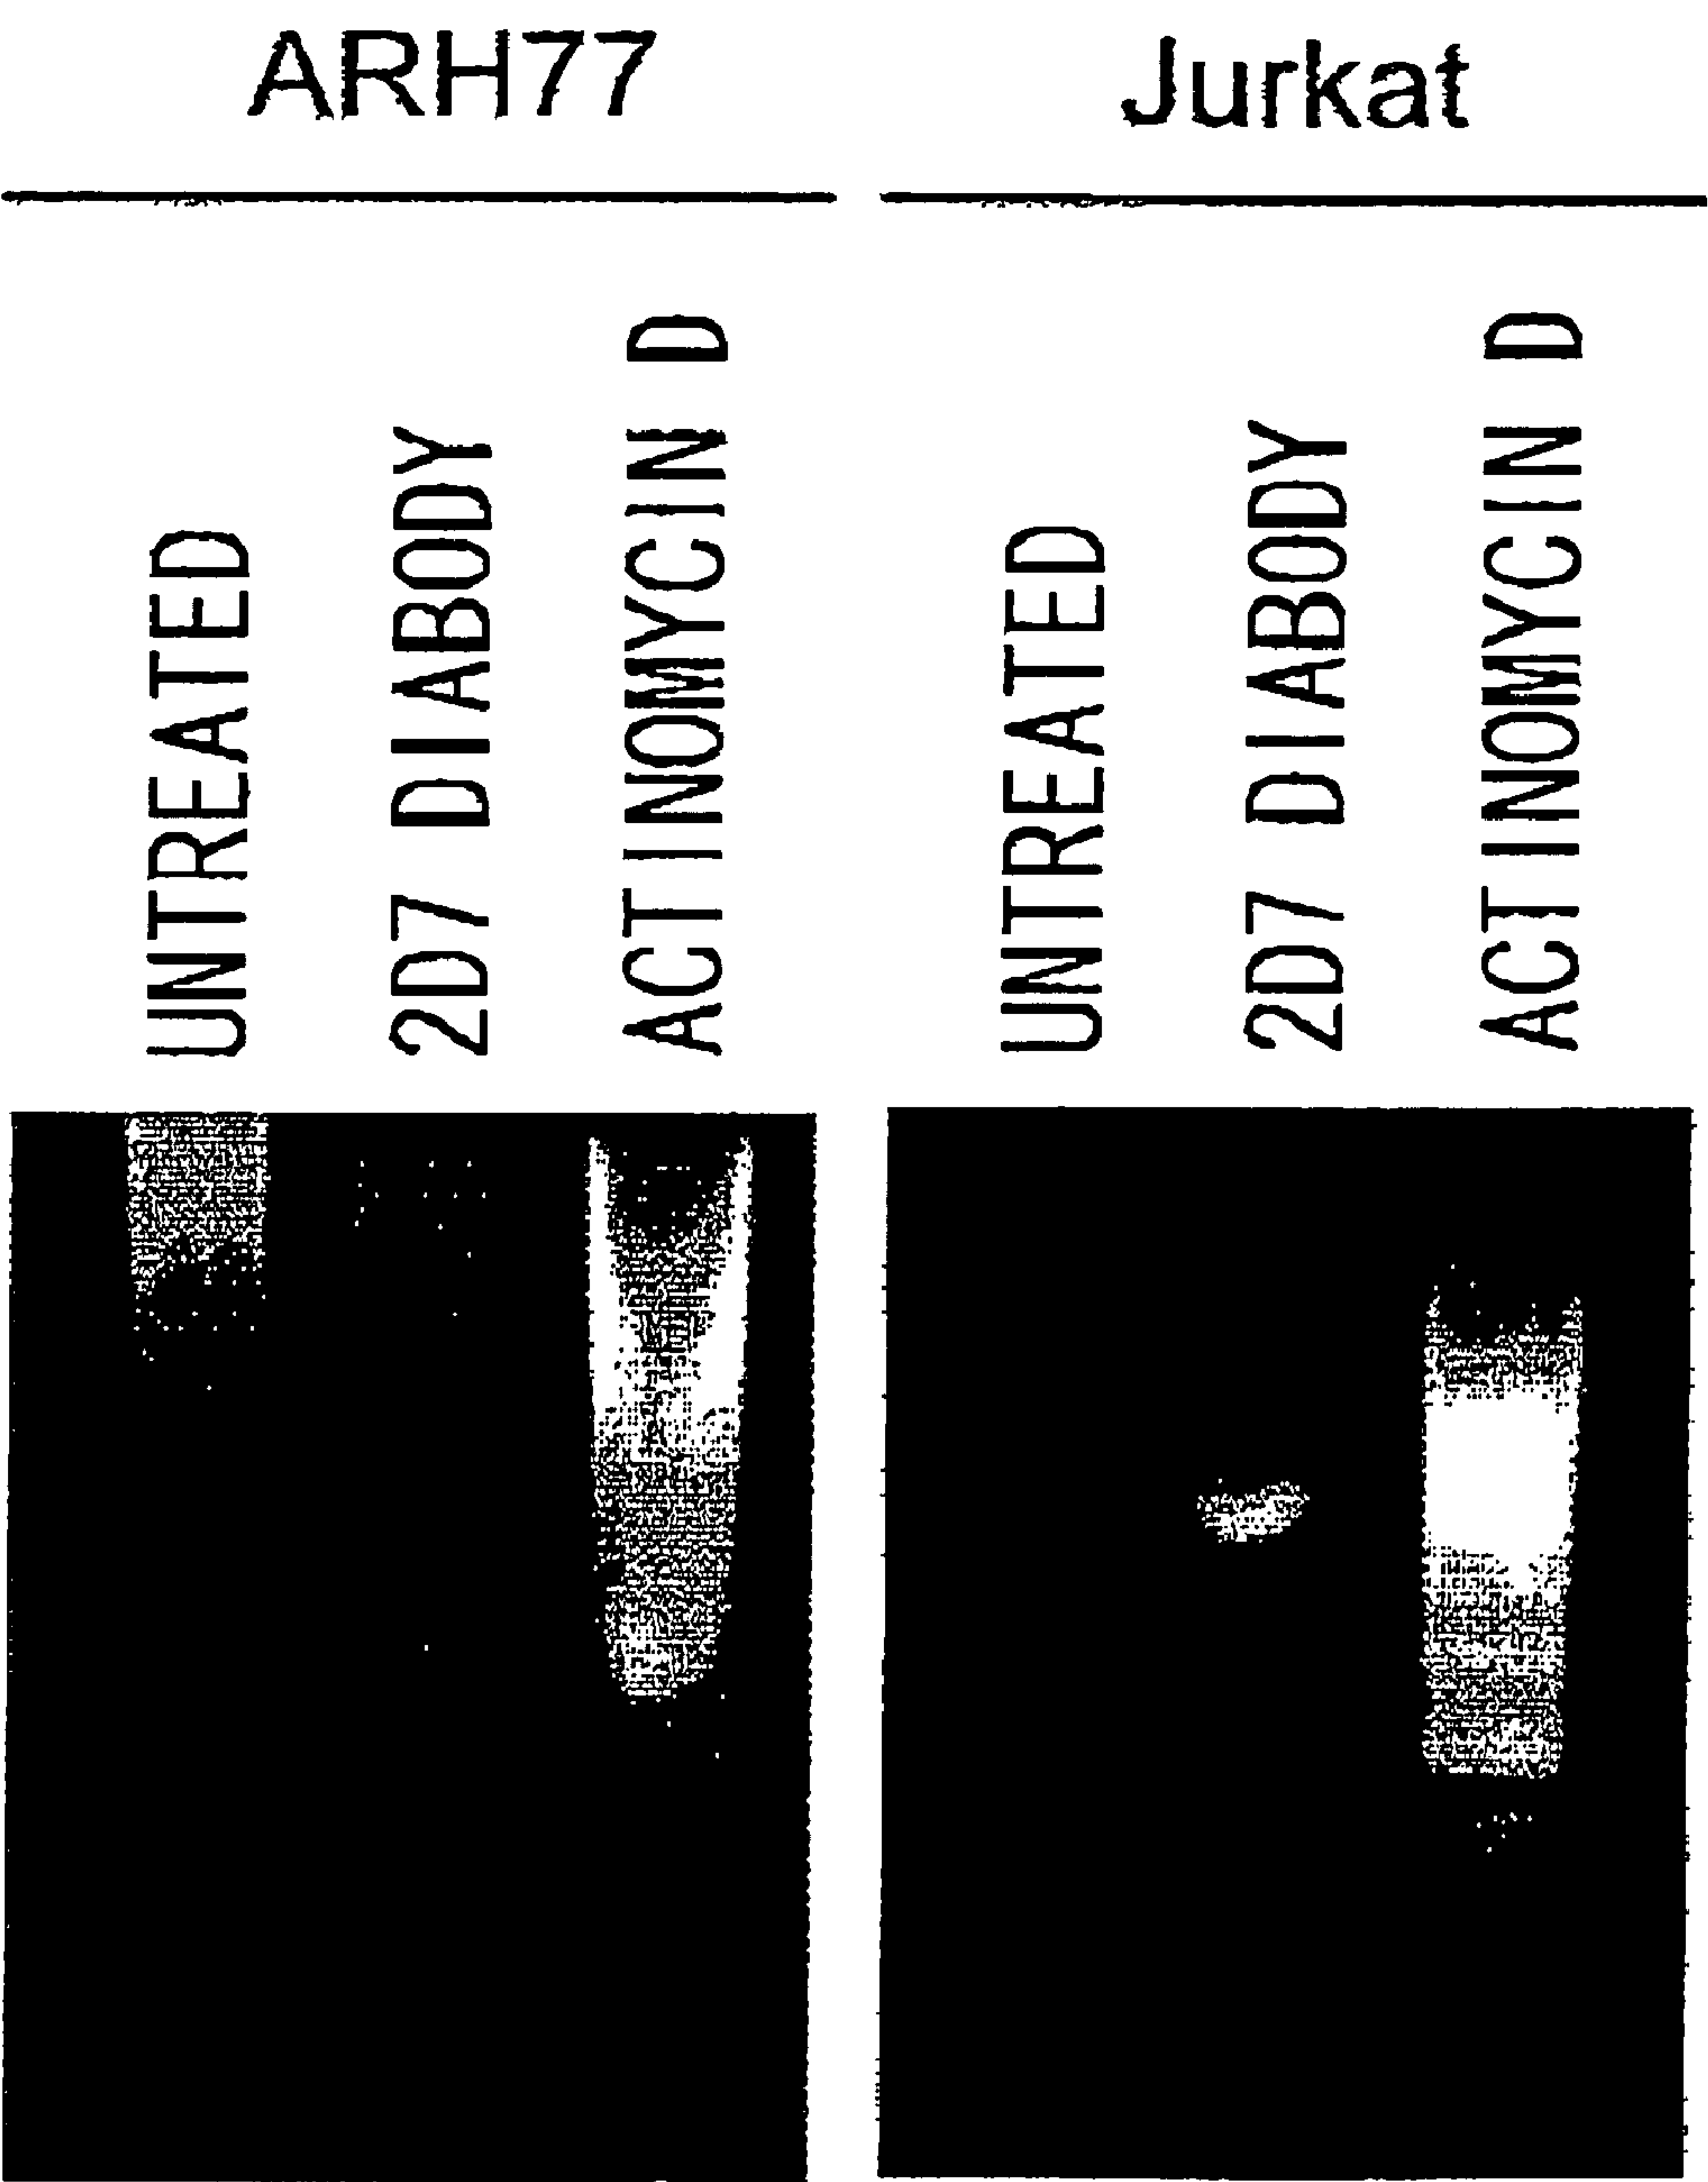 ARH77
Jurkat
UNTREATED
2D7 DIABODY
ACTINOMYCIN D
UNTREATED
2D7 DIABODY
ACTINOMYCIN D